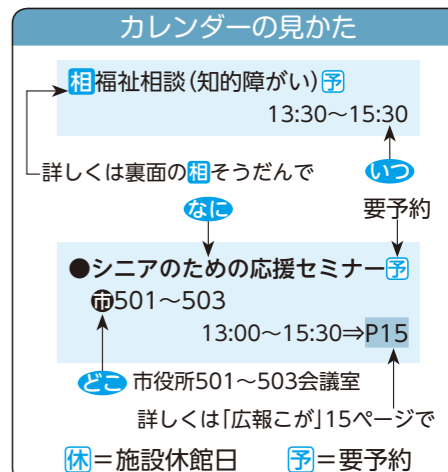 カレンダーの見かた
相福祉相談(知的障がい)予
13:30〜15:30
詳しくは裏面の相そうだんで
いつ
なに
要予約
●シニアのための応援セミナー予
市501〜503
13:00〜15:30⇒P15
どこ 市役所501〜503会議室
詳しくは「広報こが」15ページで
休=施設休館日 予=要予約